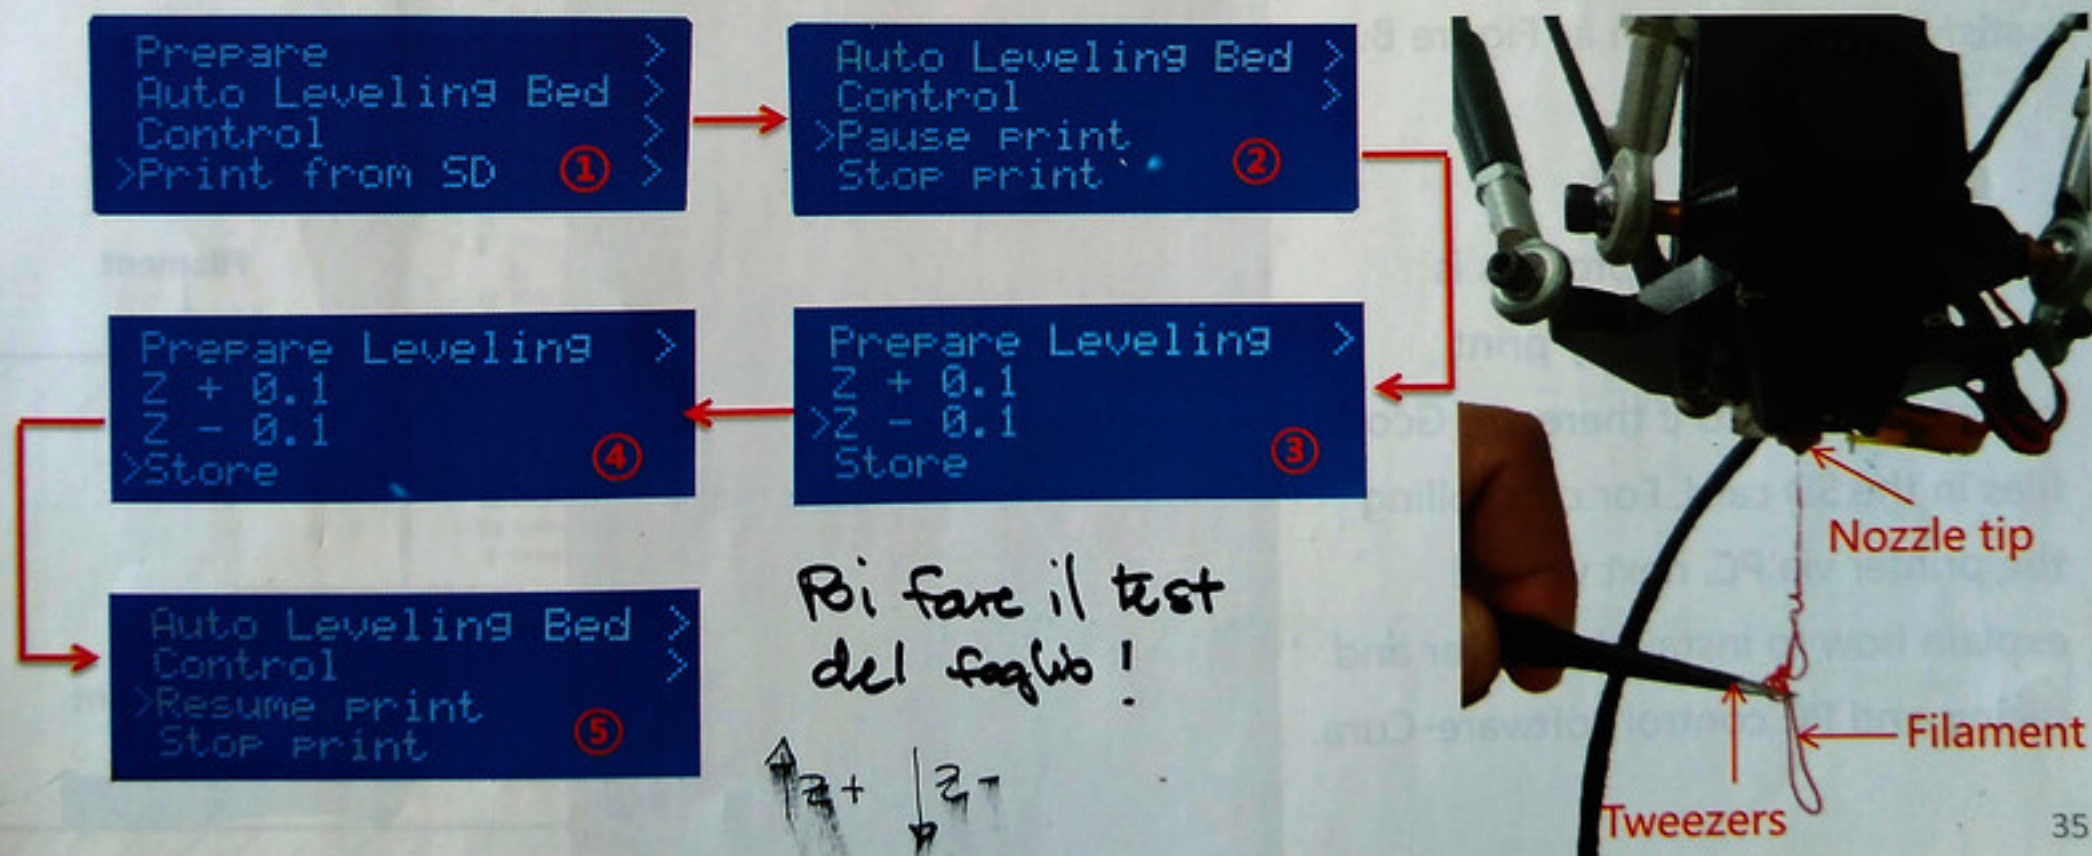 Prepare >
Auto Leveling Bed >
Control >
>Print from SD >
①
Auto Leveling Bed >
Control >
>Pause print
Stop print
②
Prepare Leveling >
Z + 0.1
>Z - 0.1
Store
③
Prepare Leveling >
Z + 0.1
Z - 0.1
>Store
④
Auto Leveling Bed >
Control >
>Resume print
Stop print
⑤
Poi fare il test
del foglio!
Z+ Z-
Nozzle tip
Filament
Tweezers
35